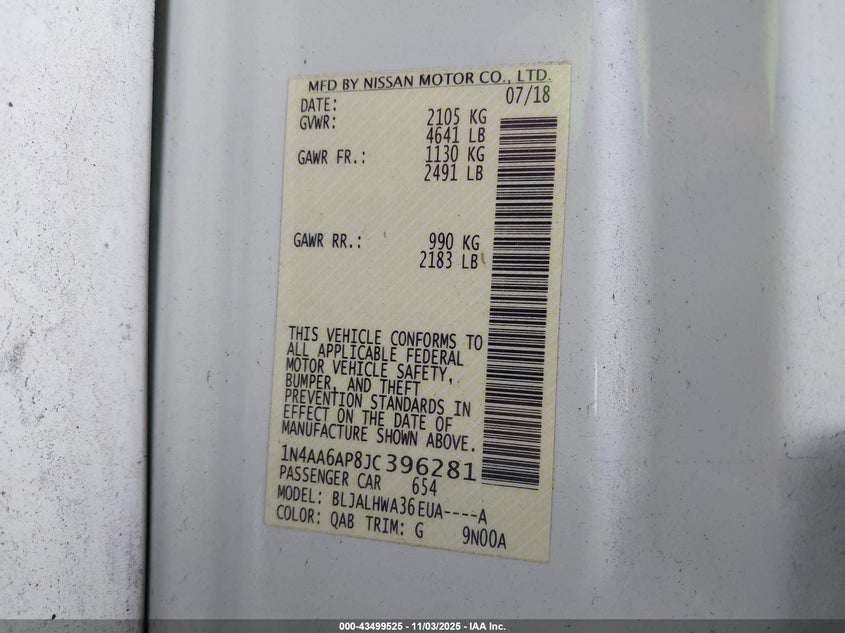 MFD BY NISSAN MOTOR CO., LTD.
DATE: 07/18
GVWR: 2105 KG
4641 LB
GAWR FR.: 1130 KG
2491 LB
GAWR RR.: 990 KG
2183 LB
THIS VEHICLE CONFORMS TO
ALL APPLICABLE FEDERAL
MOTOR VEHICLE SAFETY,
BUMPER, AND THEFT
PREVENTION STANDARDS IN
EFFECT ON THE DATE OF
MANUFACTURE SHOWN ABOVE.
1N4AA6AP8JC396281
PASSENGER CAR 654
MODEL: BLJALHWA36EUA----A
COLOR: QAB TRIM: G 9N00A
000-43499525 - 11/03/2025 - IAA Inc.